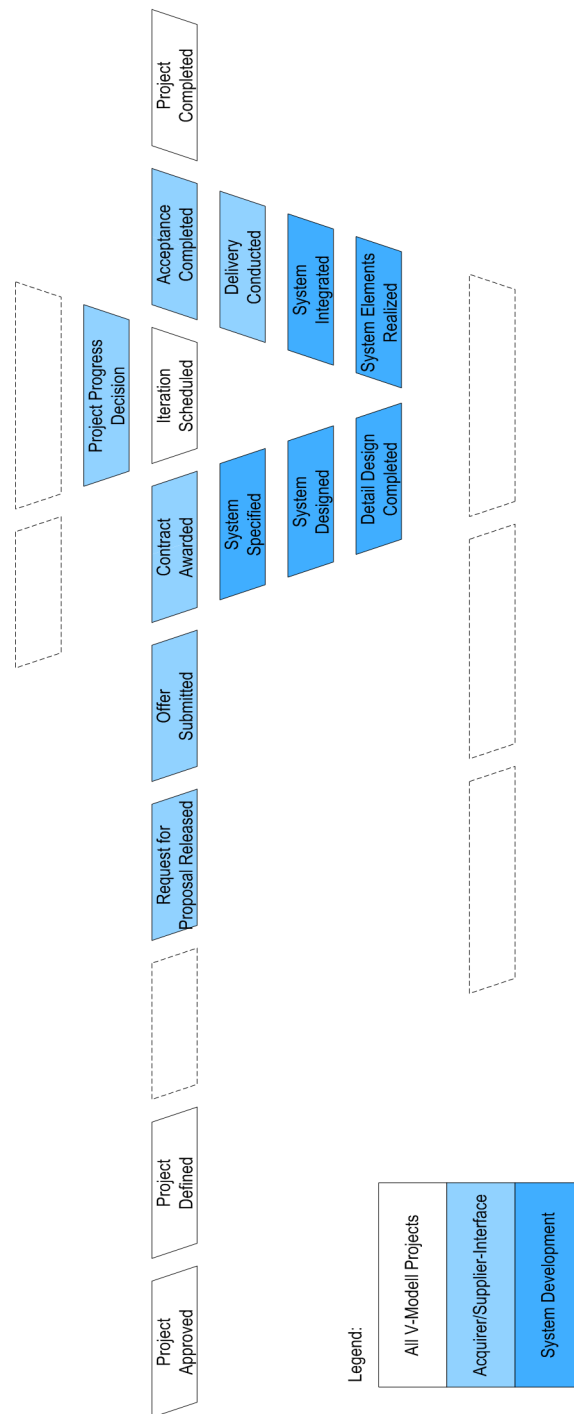 Project Progress
Decision
Project
Approved
Project
Defined
Request for
Proposal Released
Offer
Submitted
Contract
Awarded
Iteration
Scheduled
Acceptance
Completed
Project
Completed
System
Specified
Delivery
Conducted
System
Designed
System
Integrated
Detail Design
Completed
System Elements
Realized
Legend:
All V-Modell Projects
Acquirer/Supplier-Interface
System Development